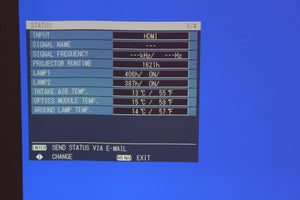 STATUS 1/4
INPUT HDMI
SIGNAL NAME ---
SIGNAL FREQUENCY ---kHz/ ---Hz
PROJECTOR RUNTIME 1621h
LAMP1 406h/ ON/
LAMP2 387h/ ON/
INTAKE AIR TEMP. 13℃/ 55℉
OPTICS MODULE TEMP. 15℃/ 59℉
AROUND LAMP TEMP. 14℃/ 57℉
ENTER SEND STATUS VIA E-MAIL
◀▶ CHANGE MENU EXIT